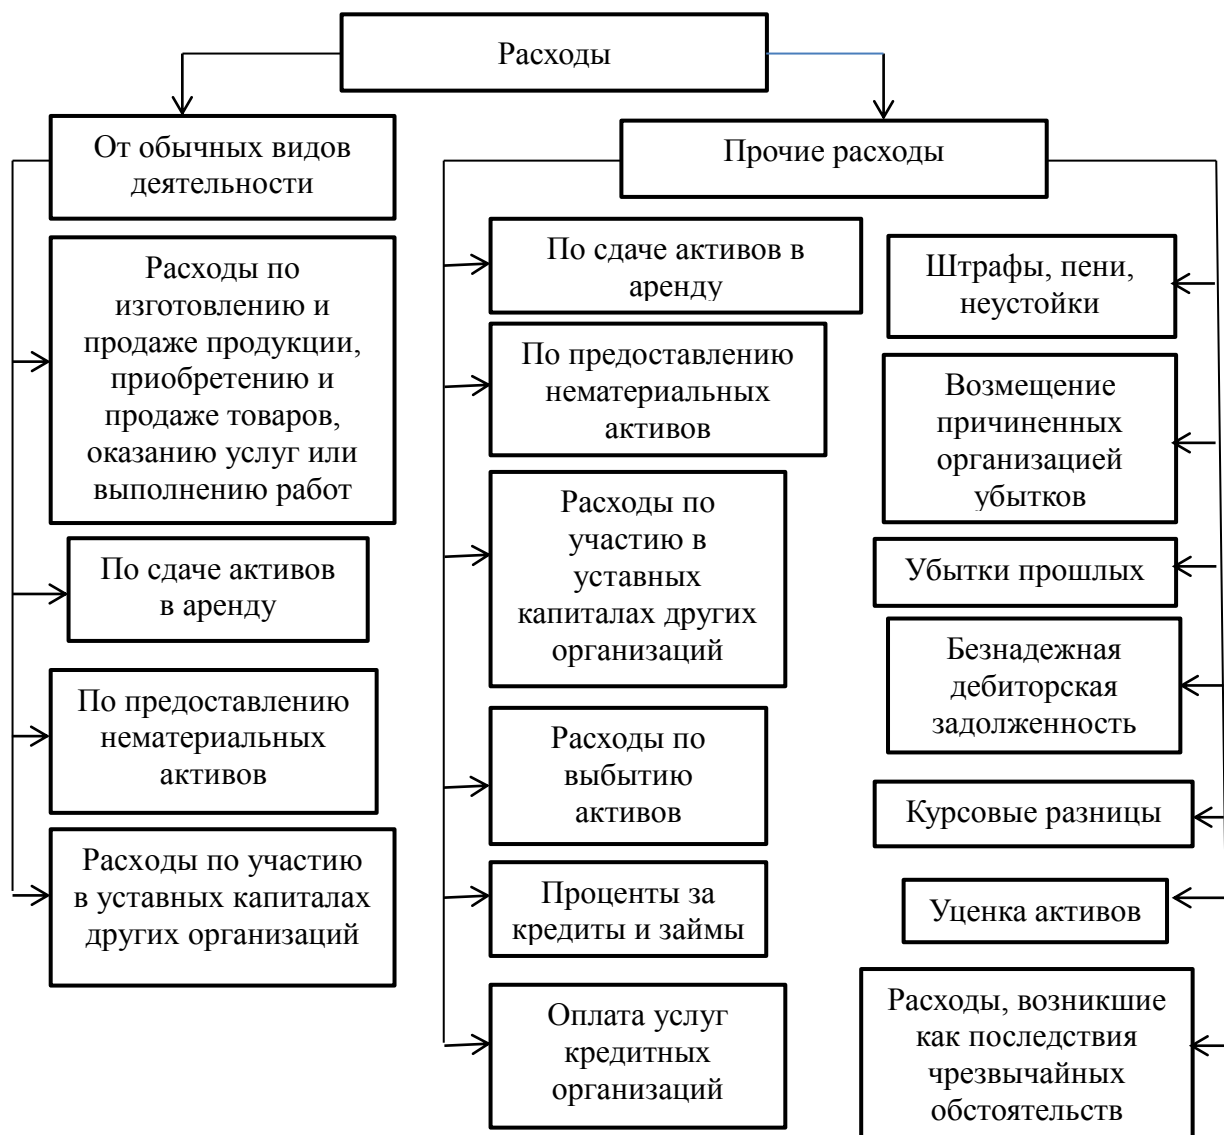 Расходы
От обычных видов
деятельности
Расходы по
изготовлению и
продаже продукции,
приобретению и
продаже товаров,
оказанию услуг или
выполнению работ
По сдаче активов
в аренду
По предоставлению
нематериальных
активов
Расходы по участию
в уставных капиталах
других организаций
Прочие расходы
По сдаче активов в
аренду
По предоставлению
нематериальных
активов
Расходы по
участию в
уставных
капиталах других
организаций
Расходы по
выбытию
активов
Проценты за
кредиты и займы
Оплата услуг
кредитных
организаций
Штрафы, пени,
неустойки
Возмещение
причиненных
организацией
убытков
Убытки прошлых
Безнадежная
дебиторская
задолженность
Курсовые разницы
Уценка активов
Расходы, возникшие
как последствия
чрезвычайных
обстоятельств